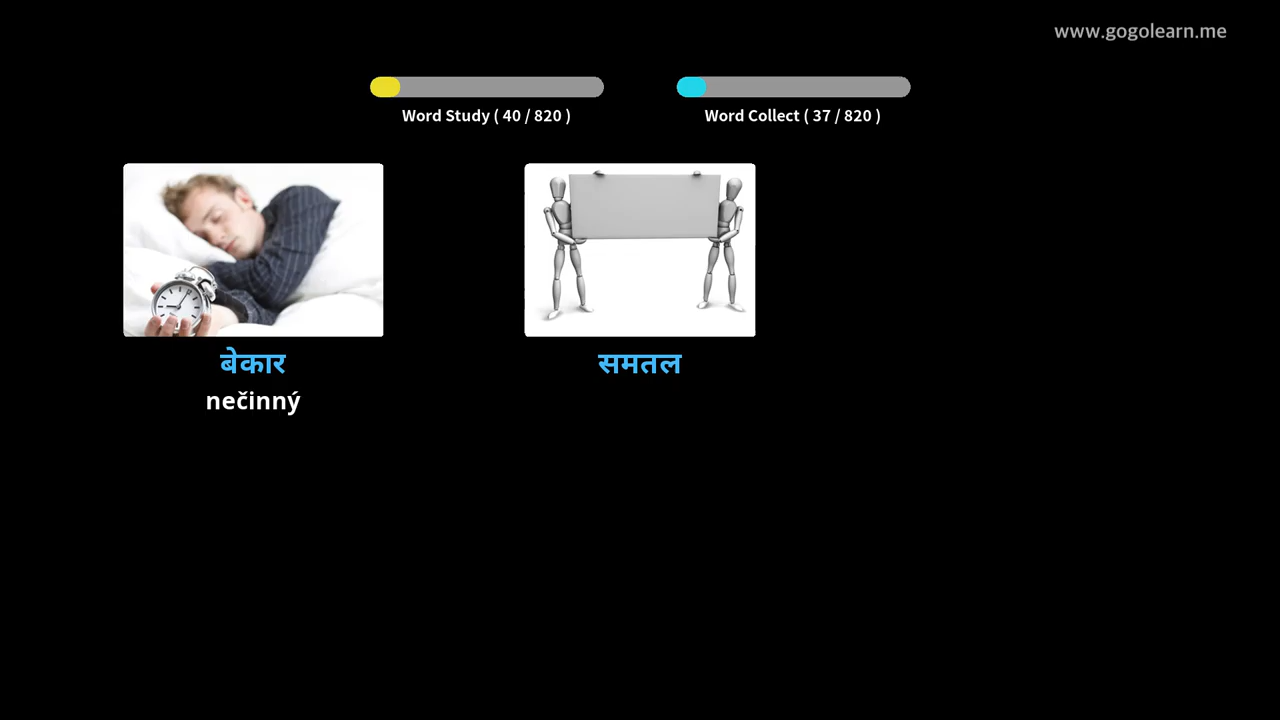 www.gogolearn.me
Word Study ( 40 / 820 )
Word Collect ( 37 / 820 )
बेकार
nečinný
समतल